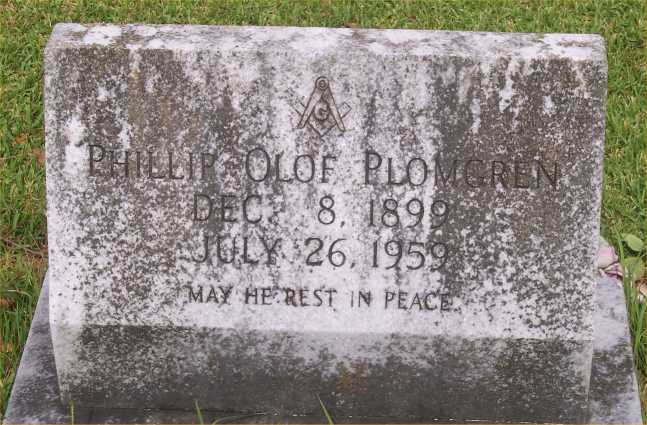 G
PHILLIP OLOF PLOMGREN
DEC. 8, 1899
JULY 26, 1959
MAY HE REST IN PEACE